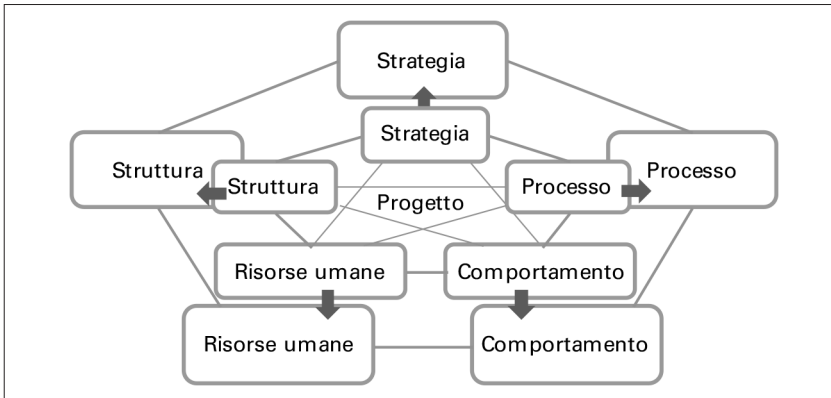 Strategia
Strategia
Struttura
Struttura
Processo
Processo
Progetto
Risorse umane
Comportamento
Risorse umane
Comportamento